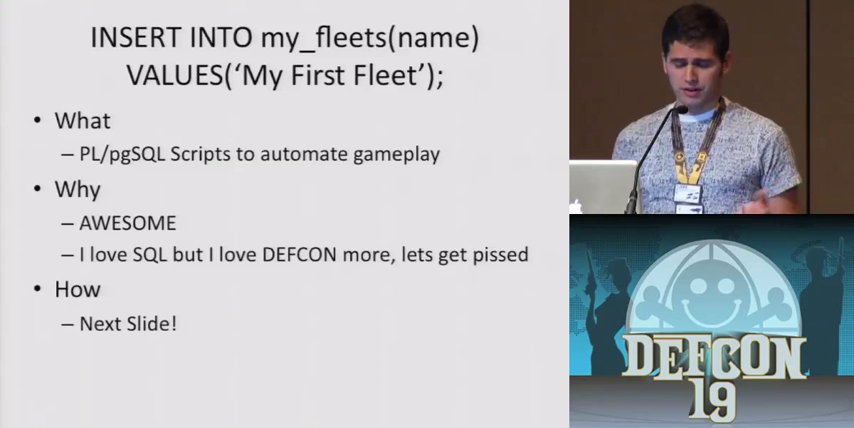 INSERT INTO my_fleets(name)
VALUES(‘My First Fleet’);
• What
– PL/pgSQL Scripts to automate gameplay
• Why
– AWESOME
– I love SQL but I love DEFCON more, lets get pissed
• How
– Next Slide!
DEFCON
19